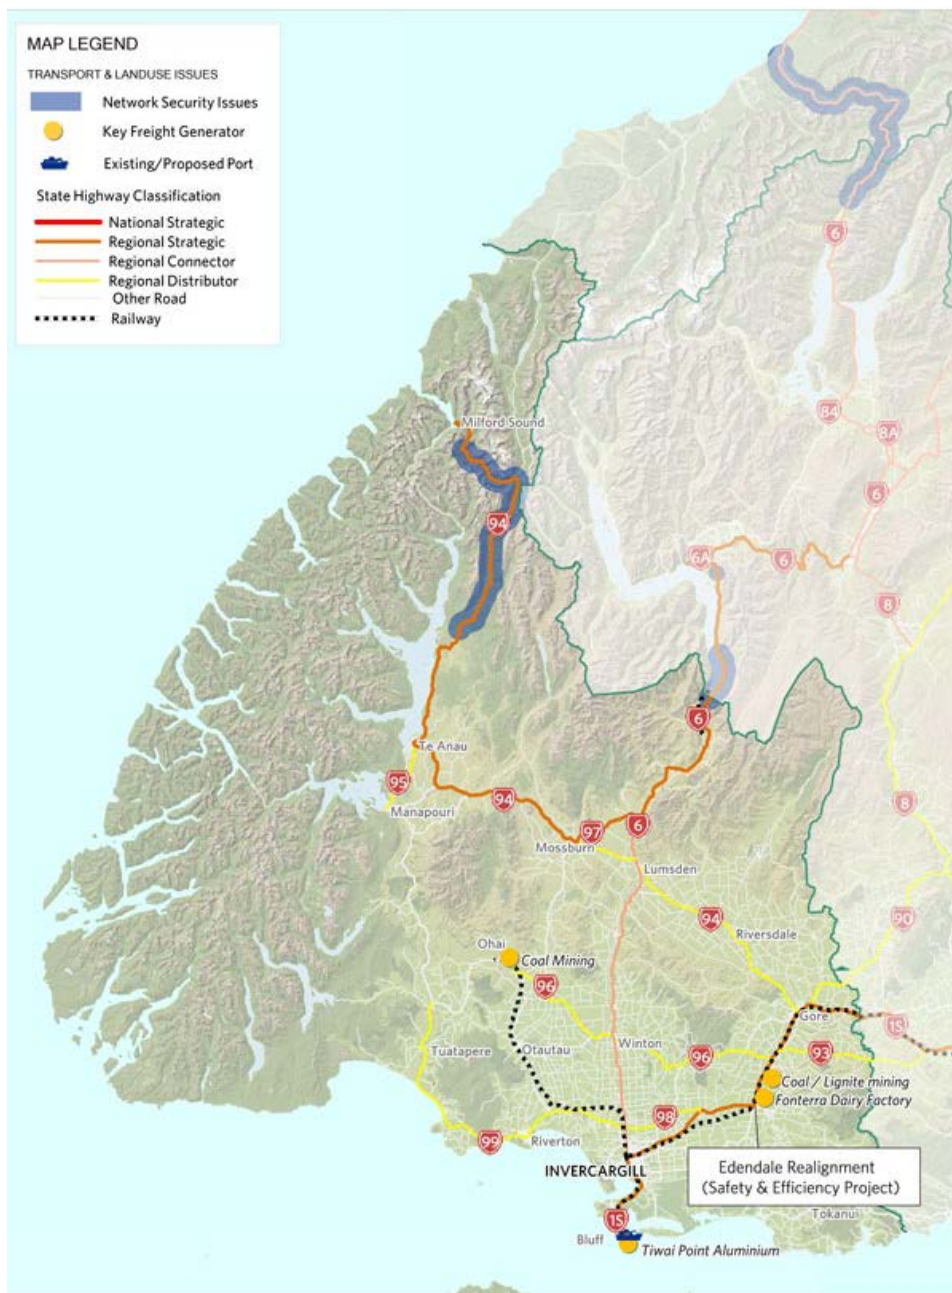 MAP LEGEND
TRANSPORT & LANDUSE ISSUES
Network Security Issues
Key Freight Generator
Existing/Proposed Port
State Highway Classification
National Strategic
Regional Strategic
Regional Connector
Regional Distributor
Other Road
Railway
6
Milford Sound
84
8A
6
94
6A
6
8
6
Te Anau
95
94
8
Manapouri
97
6
Mossburn
Lumsden
94
90
Riversdale
Ohai
Coal Mining
96
Gore
1S
Tuatapere
Otautau
Winton
96
93
Coal / Lignite mining
Fonterra Dairy Factory
98
99
Riverton
INVERCARGILL
Edendale Realignment
(Safety & Efficiency Project)
1S
Tokanui
Bluff
Tiwai Point Aluminium